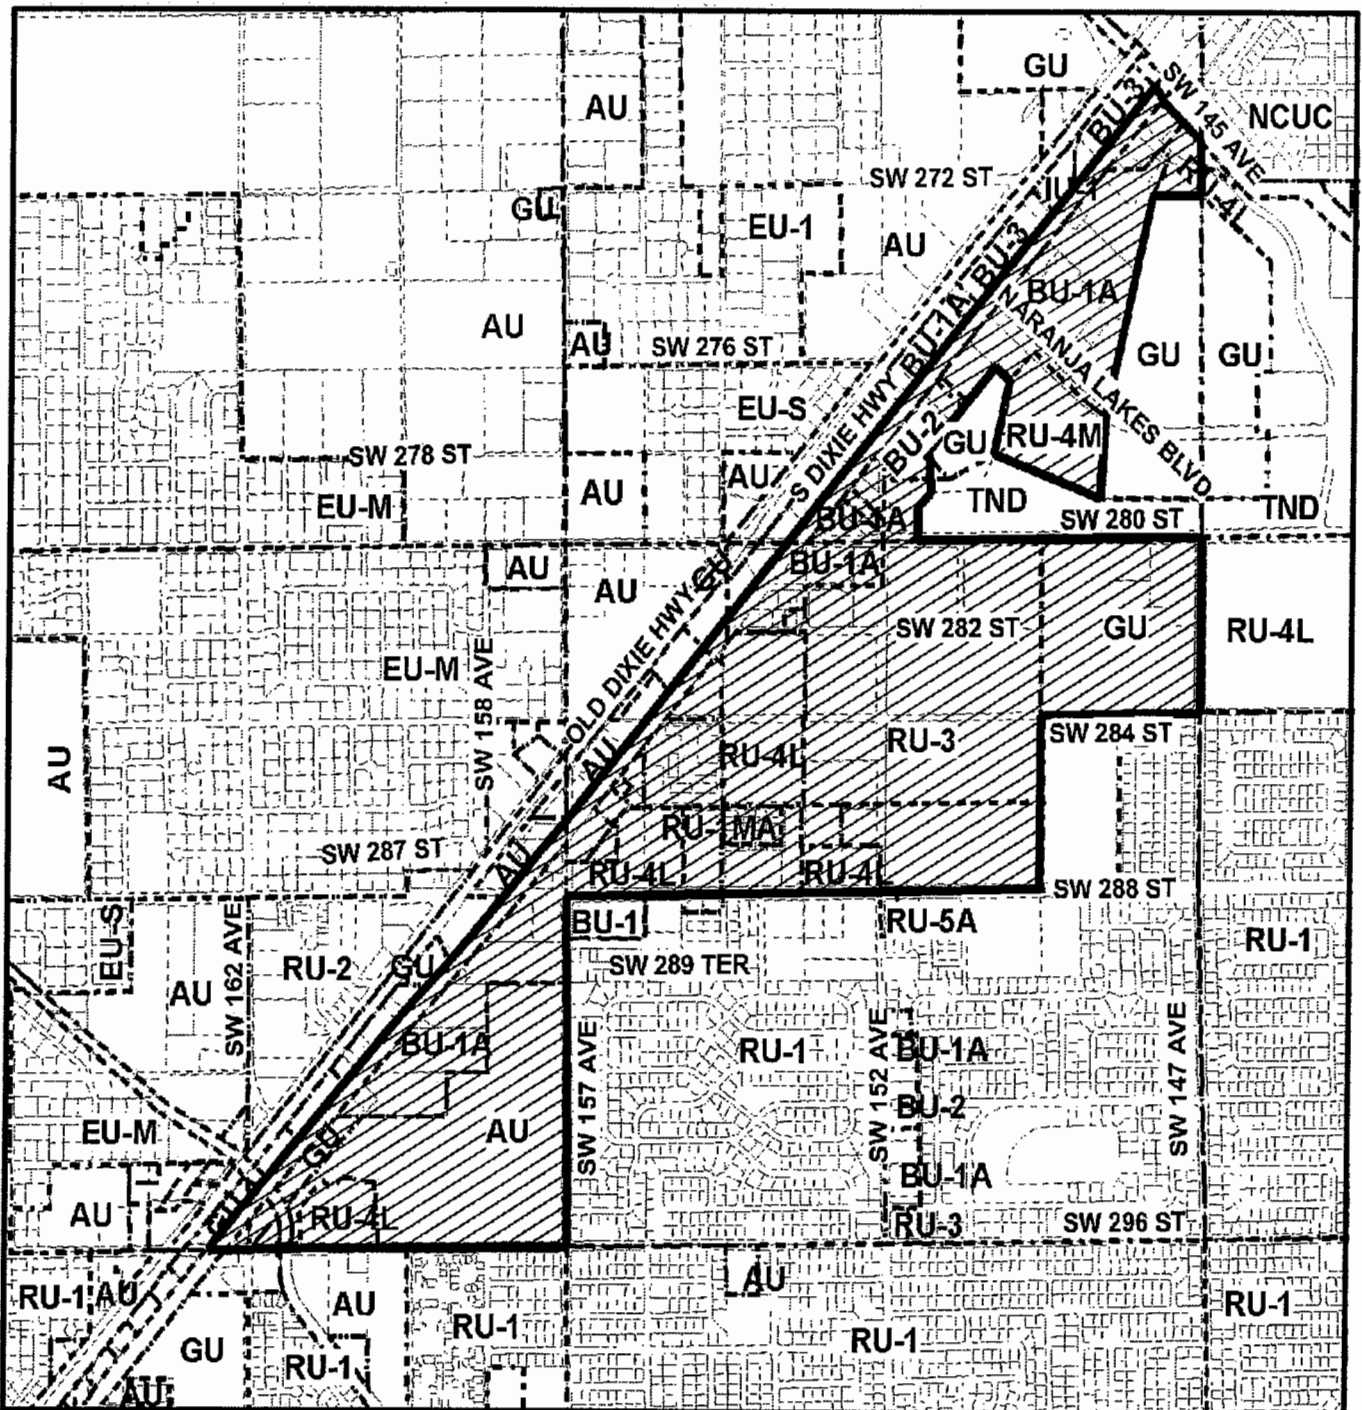 GU
BU-3
SW 145 AVE
NCUC
AU
SW 272 ST
IU-1
RU-4L
GU
EU-1
AU
BU-3
BU-1A
BU-1A,
NARANJA LAKES BLVD
AU
AU
SW 276 ST
GU
GU
EU-S
S DIXIE HWY
BU-2
GU
RU-4M
SW 278 ST
AU
AU
EU-M
TND
TND
BU-1A
SW 280 ST
AU
AU
GU
BU-1A
OLD DIXIE HWY
SW 282 ST
GU
RU-4L
EU-M
SW 158 AVE
AU
AU
RU-4L
RU-3
SW 284 ST
MA
SW 287 ST
AU
RU-4L
RU-4L
SW 288 ST
EU-S
SW 162 AVE
BU-1
RU-5A
RU-1
AU
RU-2
GU
SW 289 TER
BU-1A
SW 157 AVE
RU-1
SW 152 AVE
BU-1A
SW 147 AVE
BU-2
EU-M
GU
AU
BU-1A
AU
RU-4L
RU-3
SW 296 ST
RU-1
AU
AU
RU-1
AU
RU-1
RU-1
GU
RU-1
AU